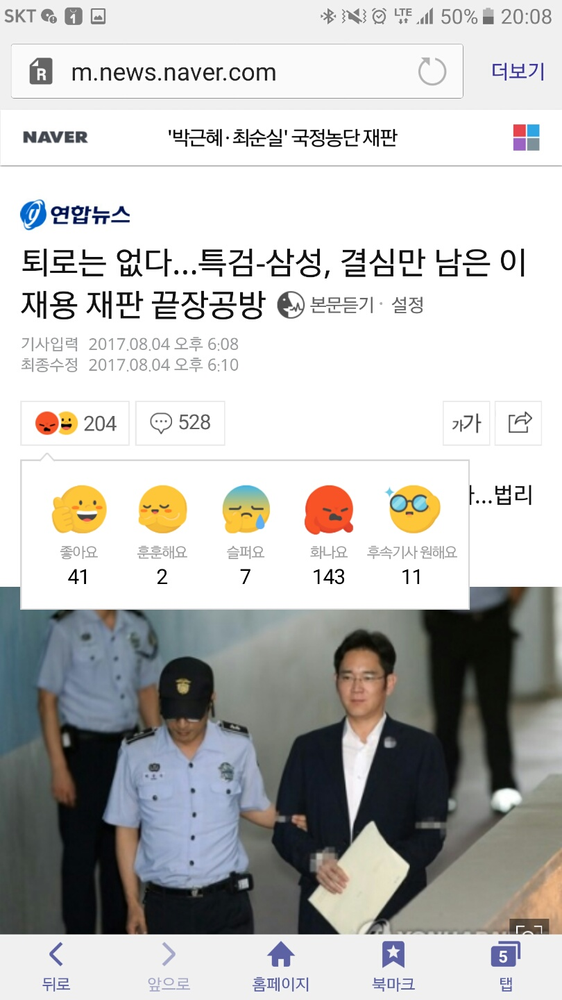 SKT 1 LTE 50% 20:08
R m.news.naver.com 더보기
NAVER '박근혜·최순실' 국정농단 재판
연합뉴스
퇴로는 없다...특검-삼성, 결심만 남은 이
재용 재판 끝장공방 본문듣기 · 설정
기사입력 2017.08.04 오후 6:08
최종수정 2017.08.04 오후 6:10
204 528 가가
...법리
좋아요 훈훈해요 슬퍼요 화나요 후속기사 원해요
41 2 7 143 11
뒤로 앞으로 홈페이지 북마크 5 탭